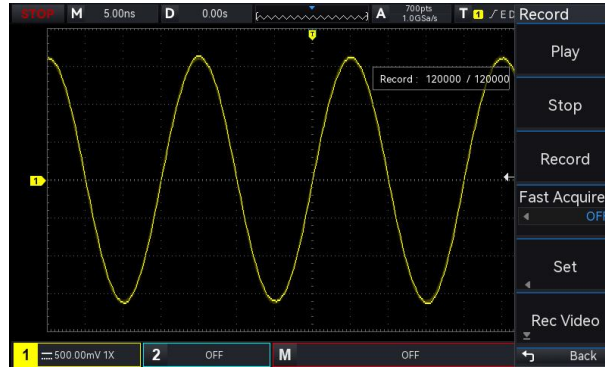 STOP M 5.00ns D 0.00s A 700pts 1.0GSa/s T 1 E D
Record
T
Play
Record : 120000 / 120000
Stop
Record
1
Fast Acquire
OFF
Set
Rec Video
1 500.00mV 1X 2 OFF M OFF
Back